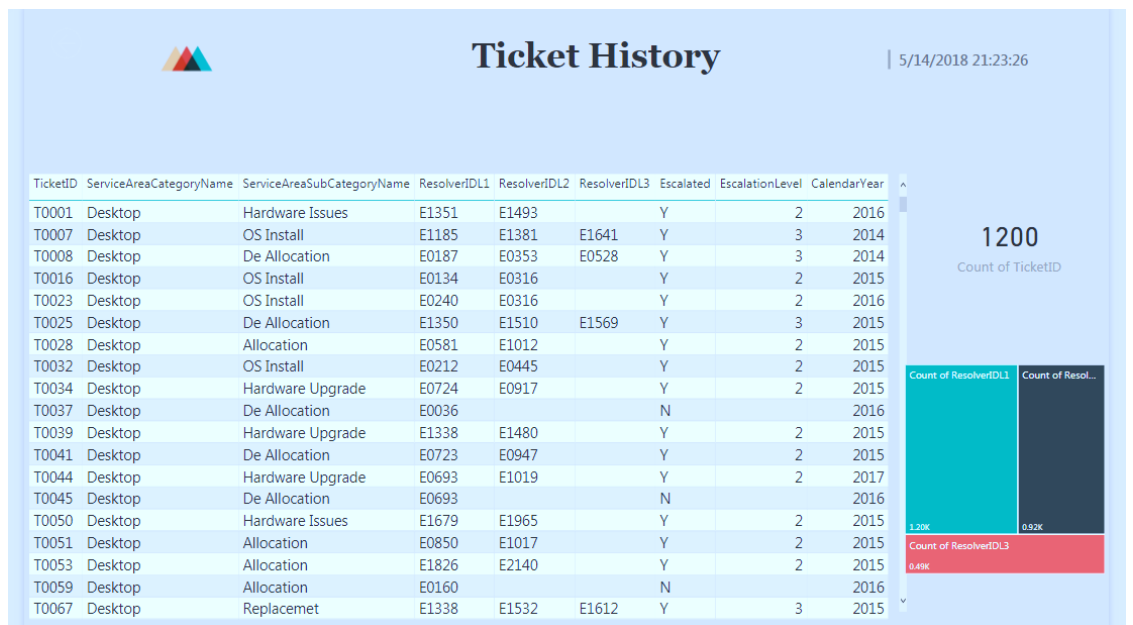 Ticket History
5/14/2018 21:23:26
TicketID ServiceAreaCategoryName ServiceAreaSubCategoryName ResolverIDL1 ResolverIDL2 ResolverIDL3 Escalated EscalationLevel CalendarYear
T0001 Desktop Hardware Issues E1351 E1493 Y 2 2016
T0007 Desktop OS Install E1185 E1381 E1641 Y 3 2014
T0008 Desktop De Allocation E0187 E0353 E0528 Y 3 2014
T0016 Desktop OS Install E0134 E0316 Y 2 2015
T0023 Desktop OS Install E0240 E0316 Y 2 2016
T0025 Desktop De Allocation E1350 E1510 E1569 Y 3 2015
T0028 Desktop Allocation E0581 E1012 Y 2 2015
T0032 Desktop OS Install E0212 E0445 Y 2 2015
T0034 Desktop Hardware Upgrade E0724 E0917 Y 2 2015
T0037 Desktop De Allocation E0036 N 2016
T0039 Desktop Hardware Upgrade E1338 E1480 Y 2 2015
T0041 Desktop De Allocation E0723 E0947 Y 2 2015
T0044 Desktop Hardware Upgrade E0693 E1019 Y 2 2017
T0045 Desktop De Allocation E0693 N 2016
T0050 Desktop Hardware Issues E1679 E1965 Y 2 2015
T0051 Desktop Allocation E0850 E1017 Y 2 2015
T0053 Desktop Allocation E1826 E2140 Y 2 2015
T0059 Desktop Allocation E0160 N 2016
T0067 Desktop Replacemet E1338 E1532 E1612 Y 3 2015
1200
Count of TicketID
Count of ResolverIDL1
1.20K
Count of Resol...
0.92K
Count of ResolverIDL3
0.49K